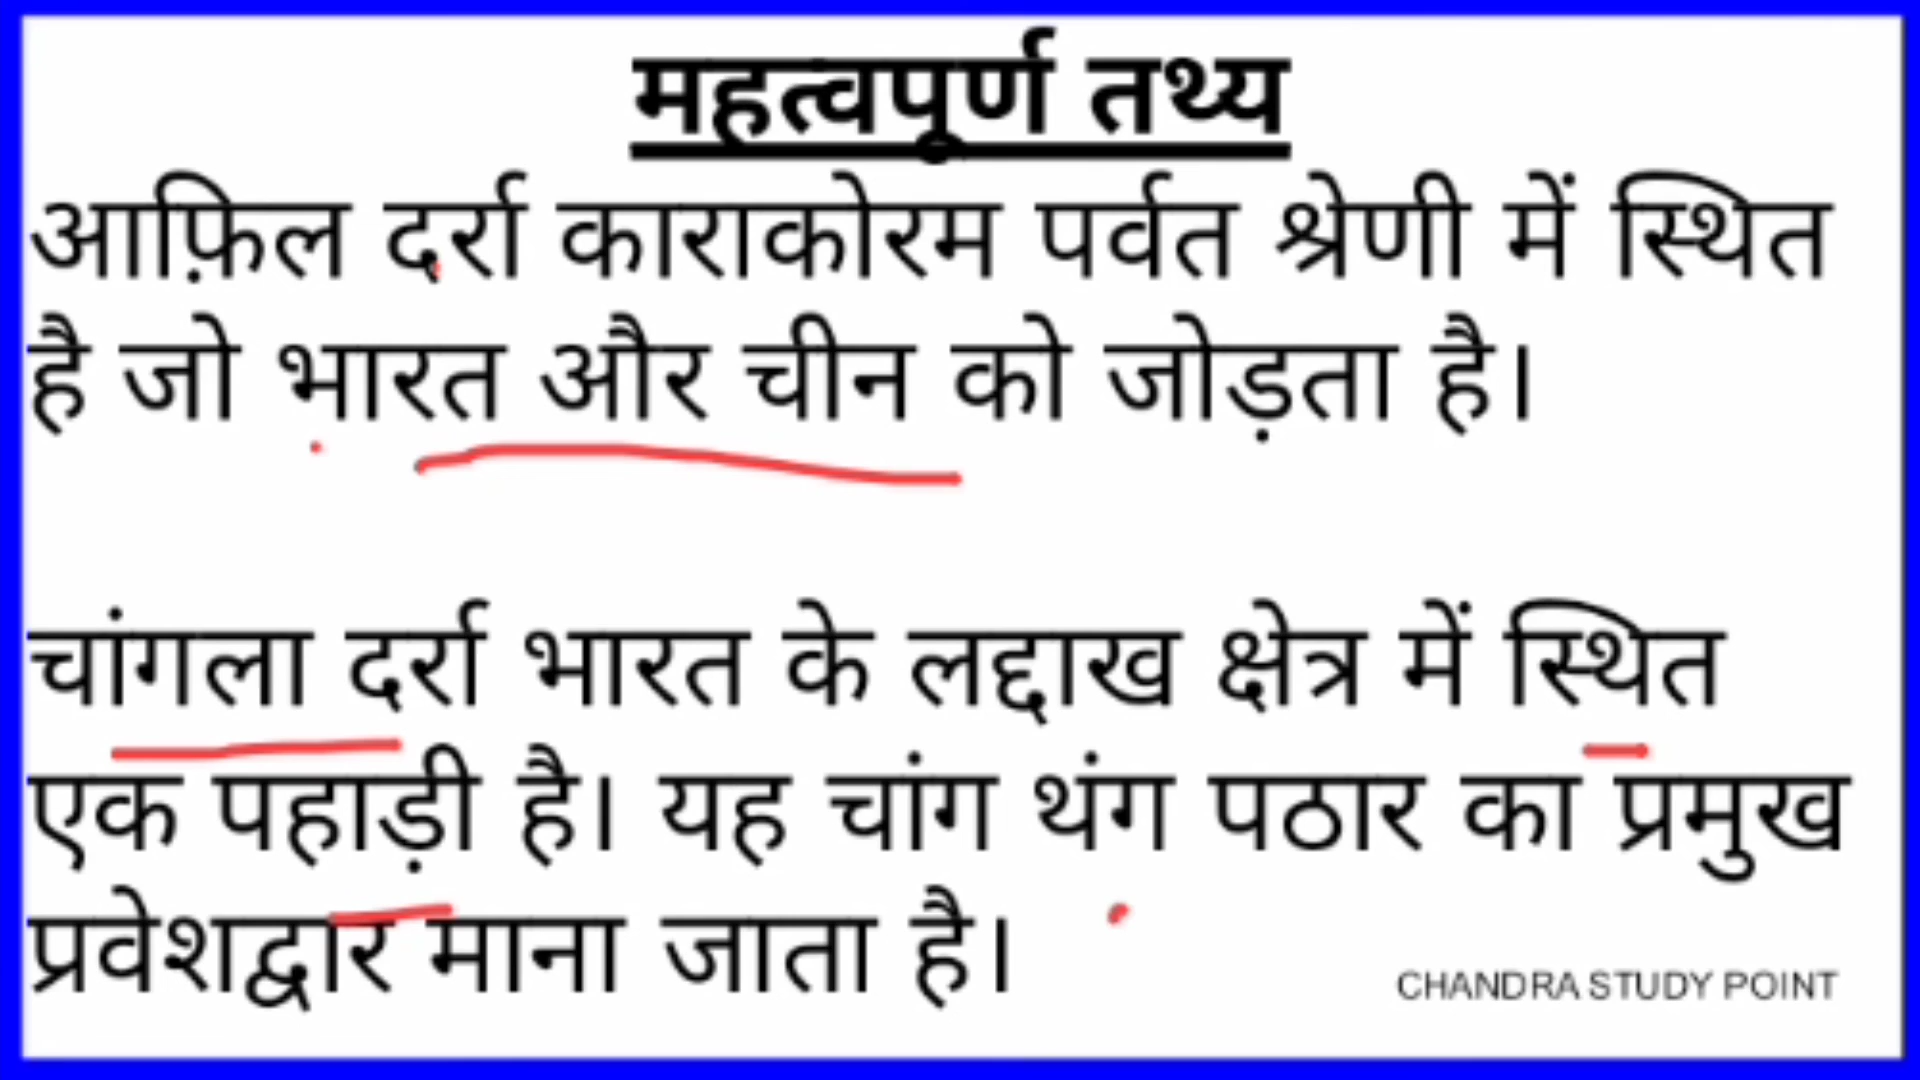 महत्वपूर्ण तथ्य
आफ़िल दर्रा काराकोरम पर्वत श्रेणी में स्थित
है जो भारत और चीन को जोड़ता है।
चांगला दर्रा भारत के लद्दाख क्षेत्र में स्थित
एक पहाड़ी है। यह चांग थंग पठार का प्रमुख
प्रवेशद्वार माना जाता है।
CHANDRA STUDY POINT